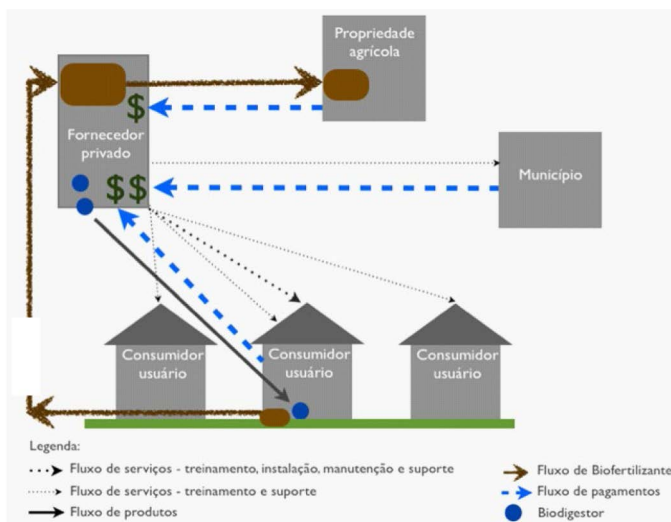 Propriedade
agrícola
$
Fornecedor
privado
Município
$$
Consumidor
usuário
Consumidor
usuário
Consumidor
usuário
Legenda:
Fluxo de serviços - treinamento, instalação, manutenção e suporte
Fluxo de serviços - treinamento e suporte
Fluxo de produtos
Fluxo de Biofertilizante
Fluxo de pagamentos
Biodigestor